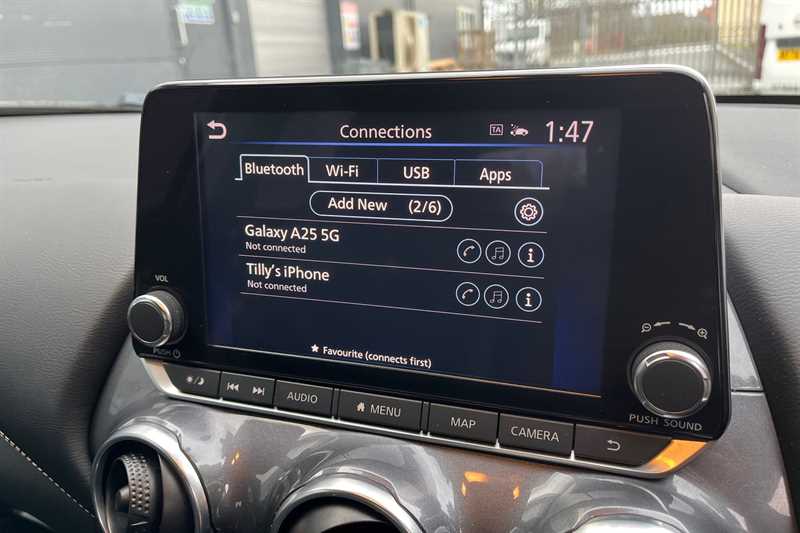 Connections
TA
1:47
Bluetooth
Wi-Fi
USB
Apps
Add New (2/6)
Galaxy A25 5G
Not connected
Tilly's iPhone
Not connected
★ Favourite (connects first)
VOL
PUSH
AUDIO
MENU
MAP
CAMERA
PUSH SOUND